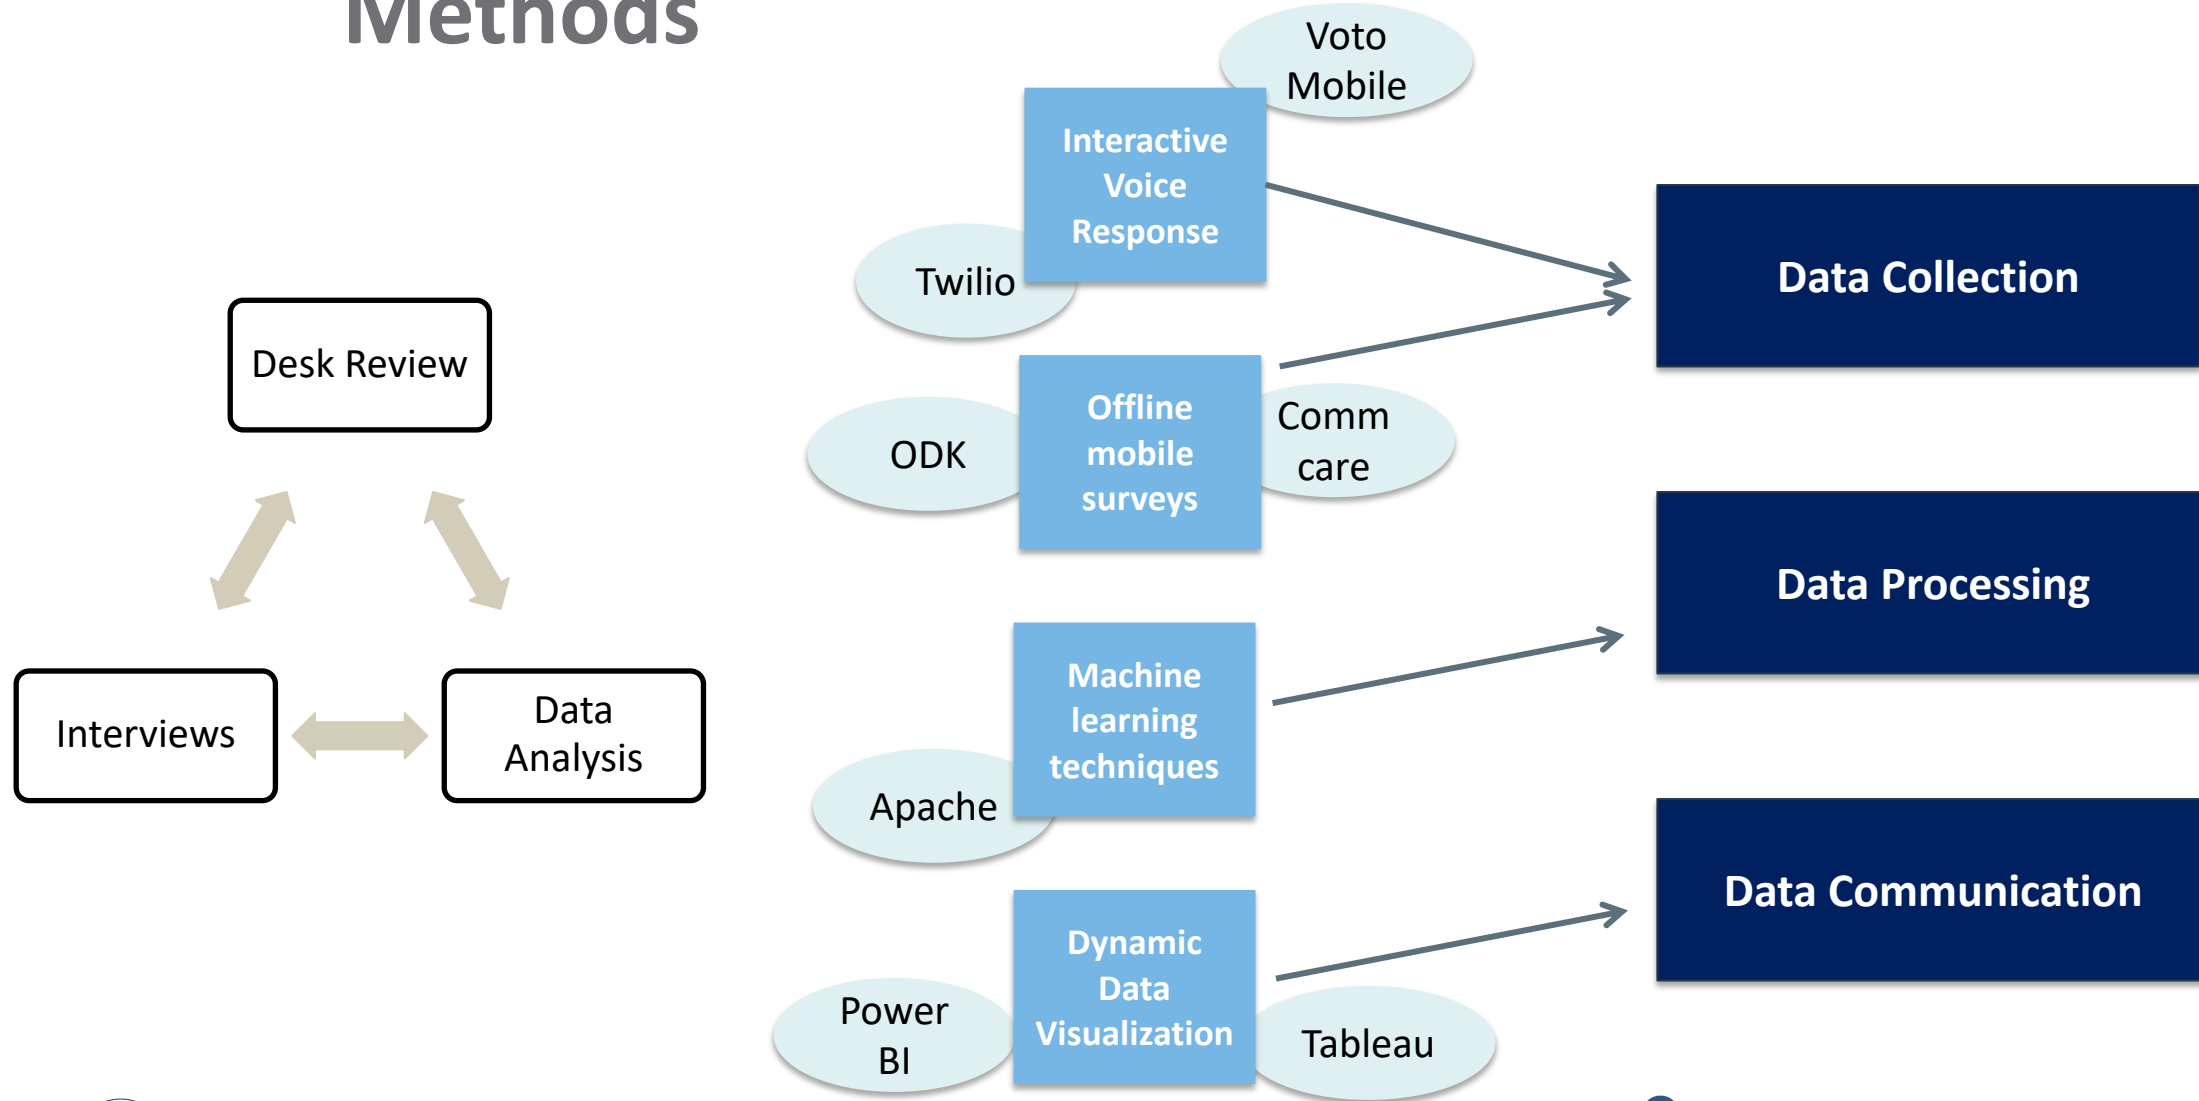 Methods
Desk Review
Interviews
Data
Analysis
Voto
Mobile
Interactive
Voice
Response
Twilio
Offline
mobile
surveys
ODK
Comm
care
Machine
learning
techniques
Apache
Dynamic
Data
Visualization
Power
BI
Tableau
Data Collection
Data Processing
Data Communication